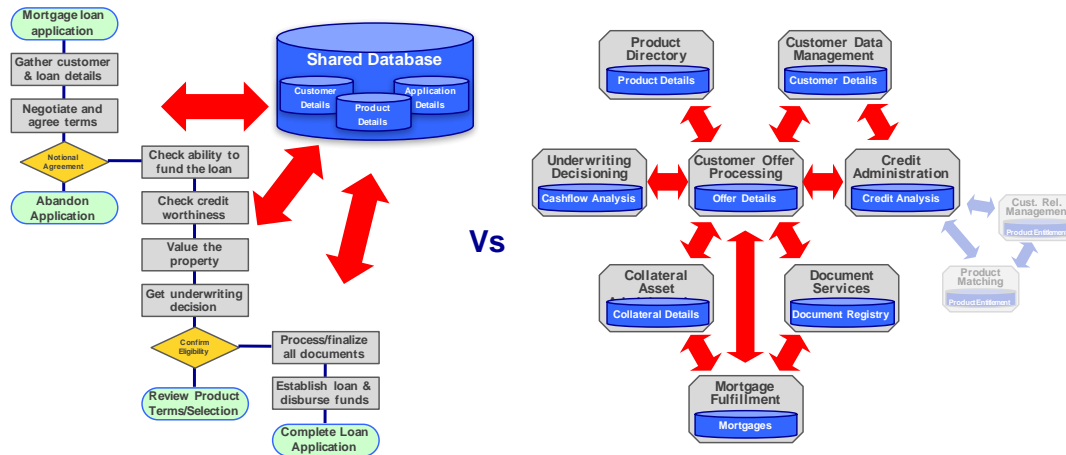 Mortgage loan
application
Gather customer
& loan details
Negotiate and
agree terms
Notional
Agreement
Abandon
Application
Check ability to
fund the loan
Check credit
worthiness
Value the
property
Get underwriting
decision
Confirm
Eligibility
Review Product
Terms/Selection
Process/finalize
all documents
Establish loan &
disburse funds
Complete Loan
Application
Shared Database
Customer
Details
Product
Details
Application
Details
Vs
Product
Directory
Product Details
Customer Data
Management
Customer Details
Underwriting
Decisioning
Cashflow Analysis
Customer Offer
Processing
Offer Details
Credit
Administration
Credit Analysis
Cust. Rel.
Management
Product Entitlement
Product
Matching
Product Entitlement
Collateral
Asset
Collateral Details
Document
Services
Document Registry
Mortgage
Fulfillment
Mortgages